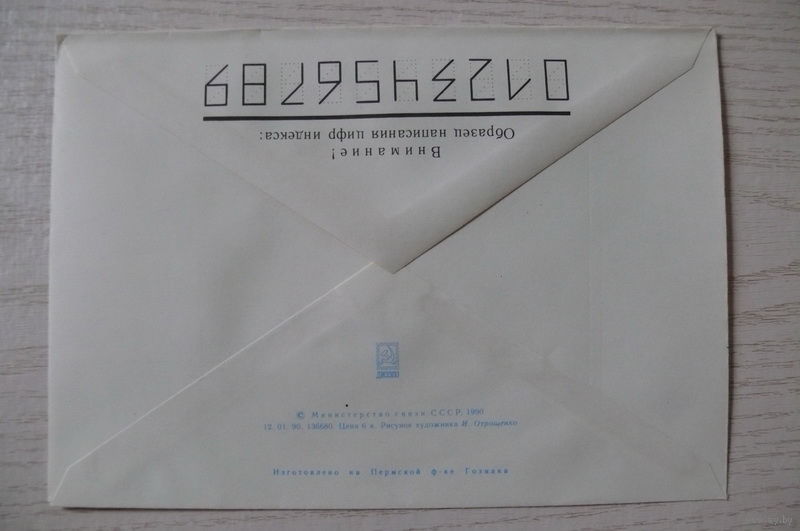 Внимание!
Образец написания цифр индекса:
0123456789
© Министерство связи СССР, 1990
12. 01. 90. 136680. Цена 6 к. Рисунок художника И. Отрощенко
Изготовлено на Пермской ф-ке Гознака